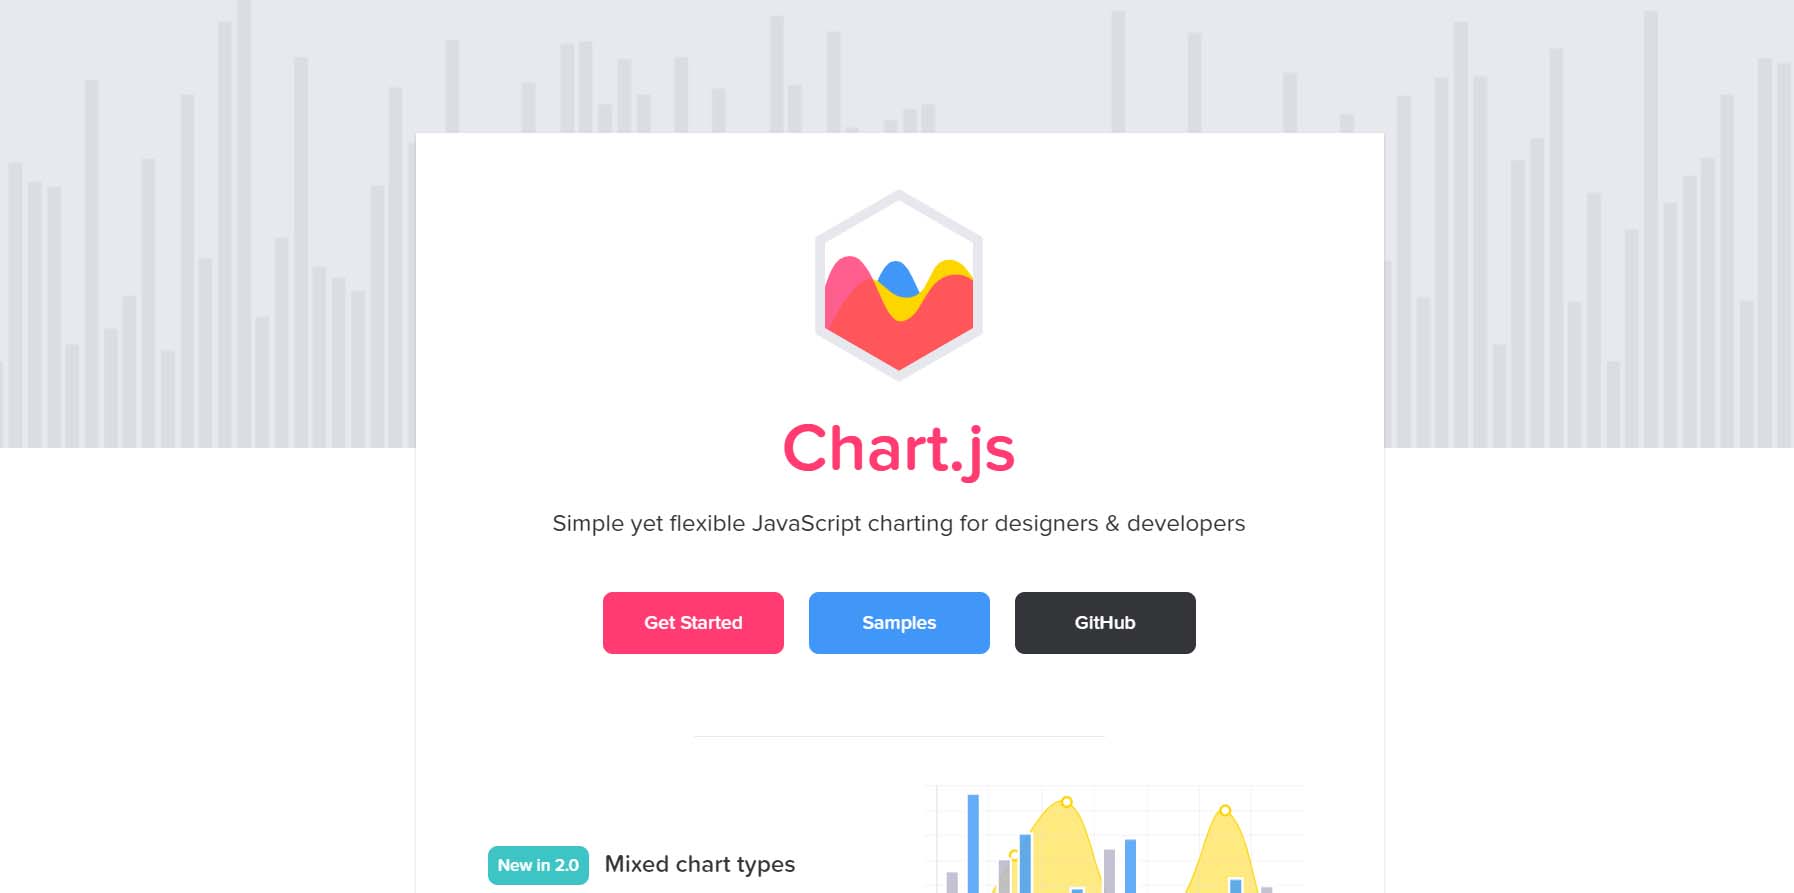 Chart.js
Simple yet flexible JavaScript charting for designers & developers
Get Started
Samples
GitHub
New in 2.0
Mixed chart types